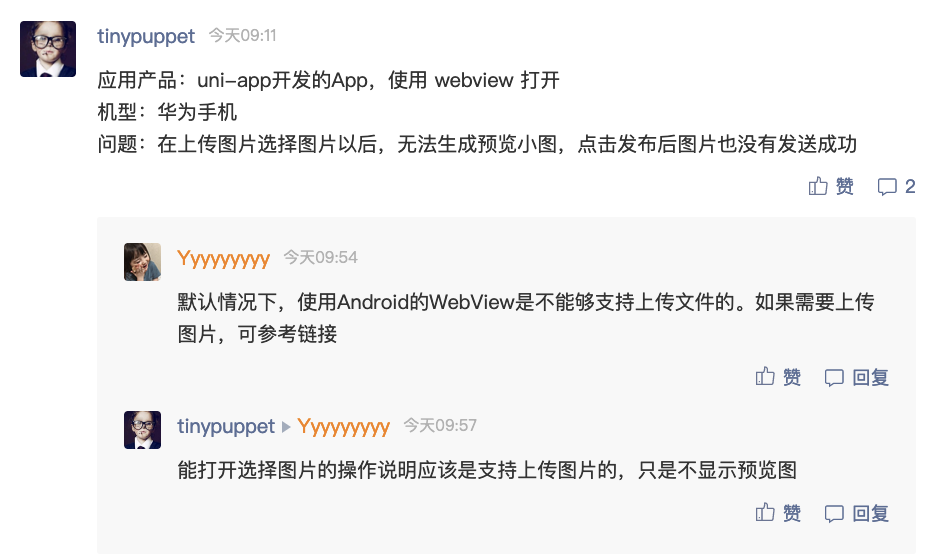 tinypuppet 今天09:11
应用产品：uni-app开发的App，使用 webview 打开
机型：华为手机
问题：在上传图片选择图片以后，无法生成预览小图，点击发布后图片也没有发送成功
赞 2
Yyyyyyyyy 今天09:54
默认情况下，使用Android的WebView是不能够支持上传文件的。如果需要上传
图片，可参考链接
赞 回复
tinypuppet Yyyyyyyyy 今天09:57
能打开选择图片的操作说明应该是支持上传图片的，只是不显示预览图
赞 回复